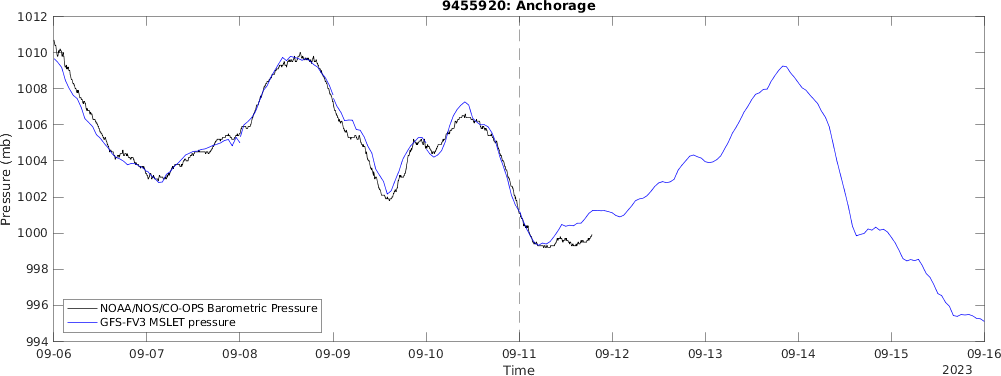 9455920: Anchorage
Pressure (mb)
1012
1010
1008
1006
1004
1002
1000
998
996
994
NOAA/NOS/CO-OPS Barometric Pressure
GFS-FV3 MSLET pressure
09-06 09-07 09-08 09-09 09-10 09-11 09-12 09-13 09-14 09-15 09-16
Time
2023